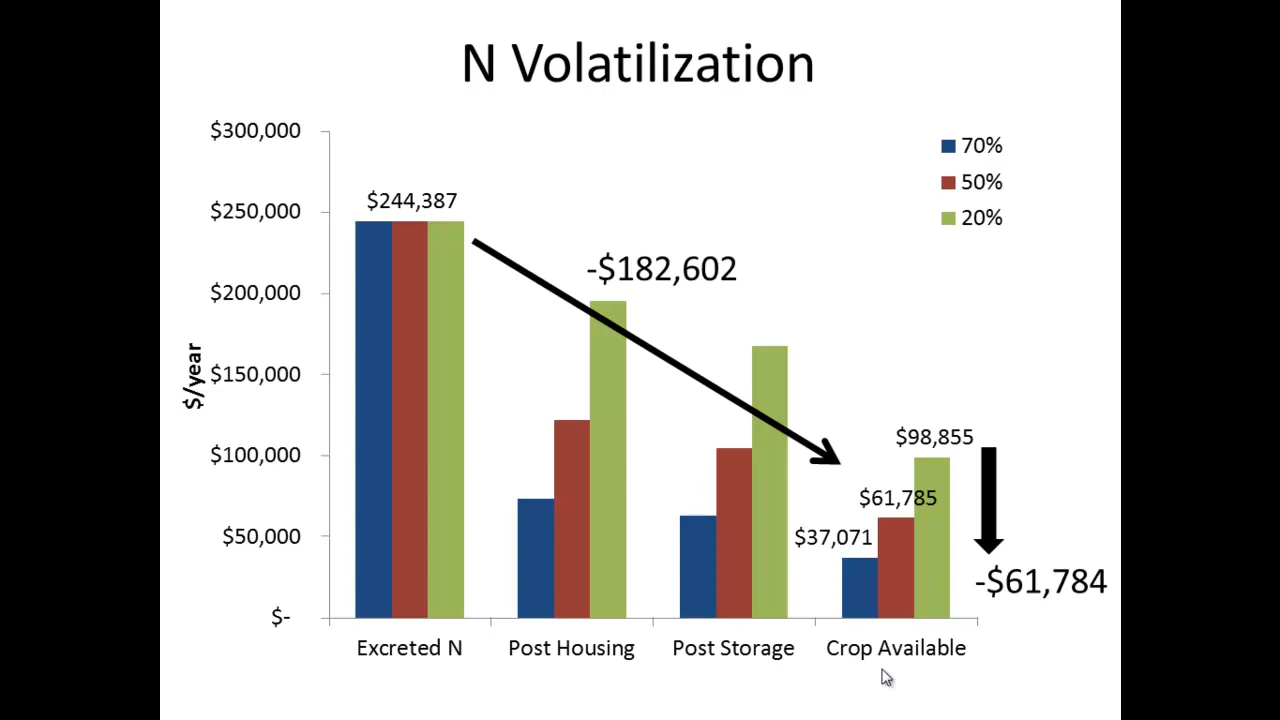 N Volatilization
$300,000
$250,000
$200,000
$150,000
$100,000
$50,000
$-
$/year
70%
50%
20%
$244,387
-$182,602
$98,855
$61,785
$37,071
-$61,784
Excreted N
Post Housing
Post Storage
Crop Available